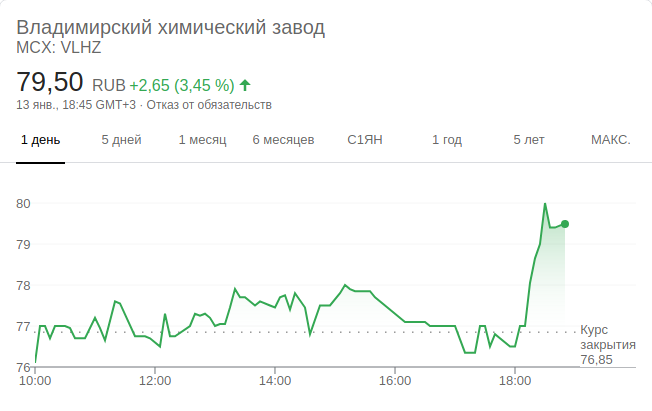 Владимирский химический завод
MCX: VLHZ
79,50 RUB +2,65 (3,45 %)
13 янв., 18:45 GMT+3 · Отказ от обязательств
1 день 5 дней 1 месяц 6 месяцев С1ЯН 1 год 5 лет МАКС.
80
79
78
77
Курс
закрытия
76,85
76
10:00 12:00 14:00 16:00 18:00